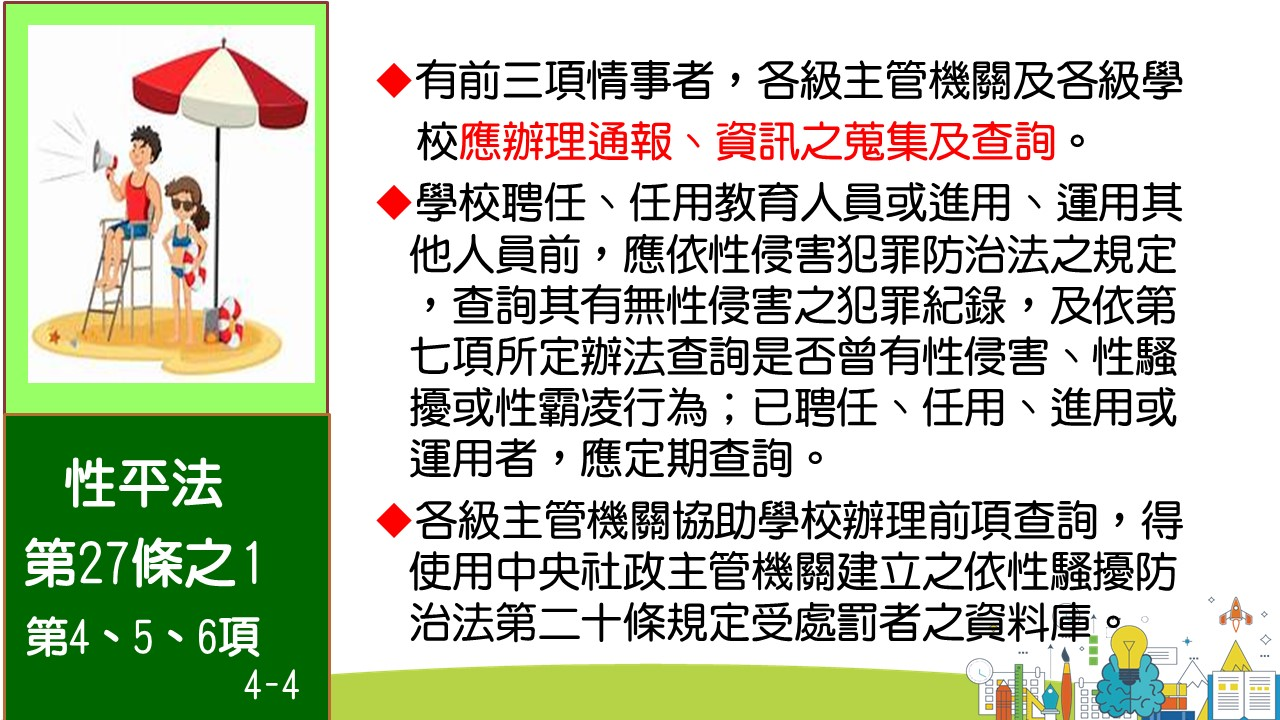 ◆有前三項情事者，各級主管機關及各級學
校應辦理通報、資訊之蒐集及查詢。
◆學校聘任、任用教育人員或進用、運用其
他人員前，應依性侵害犯罪防治法之規定
，查詢其有無性侵害之犯罪紀錄，及依第
七項所定辦法查詢是否曾有性侵害、性騷
擾或性霸凌行為；已聘任、任用、進用或
運用者，應定期查詢。
◆各級主管機關協助學校辦理前項查詢，得
使用中央社政主管機關建立之依性騷擾防
治法第二十條規定受處罰者之資料庫。
性平法
第27條之1
第4、5、6項
4-4